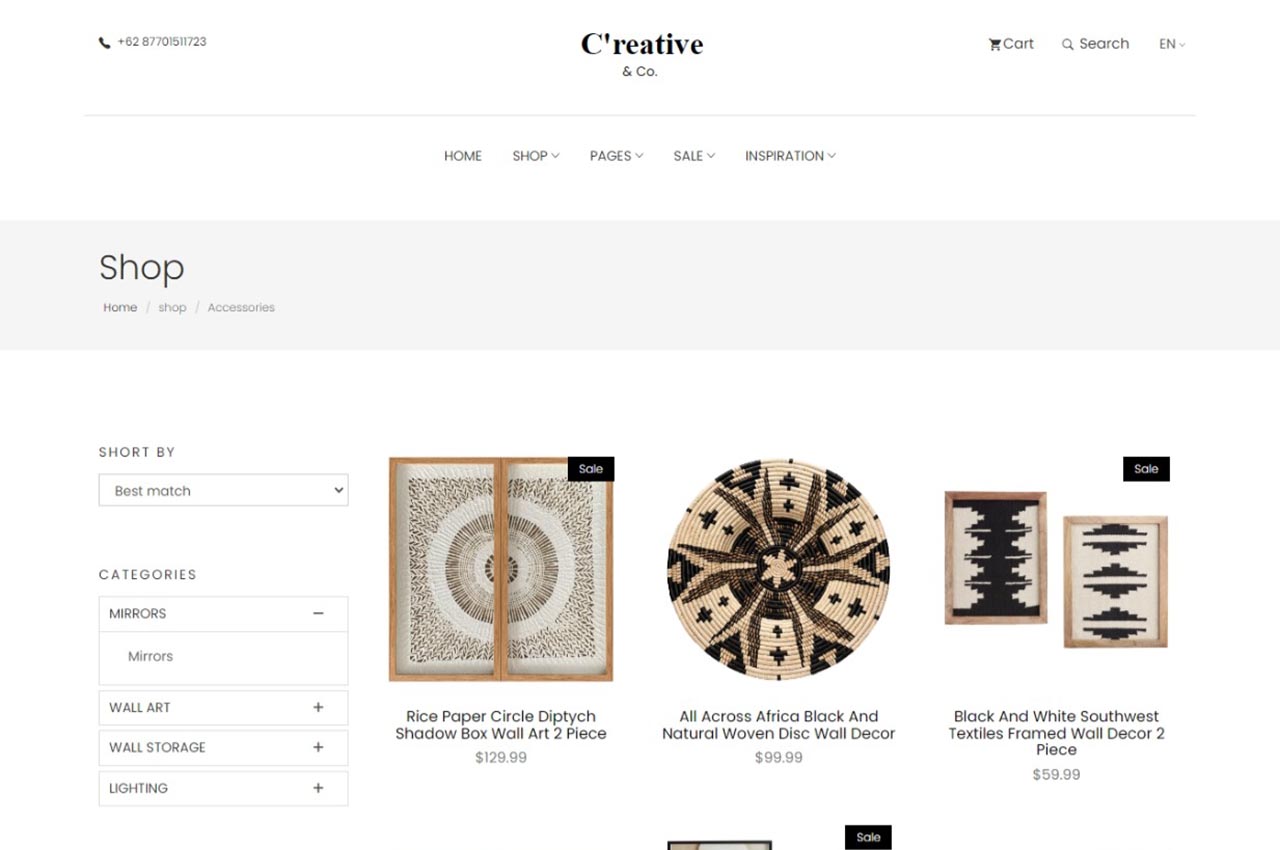 +62 87701511723
C'reative
& Co.
Cart
Search
EN
HOME
SHOP
PAGES
SALE
INSPIRATION
Shop
Home / shop / Accessories
SHORT BY
Best match
CATEGORIES
MIRRORS
Mirrors
WALL ART
WALL STORAGE
LIGHTING
Sale
Rice Paper Circle Diptych
Shadow Box Wall Art 2 Piece
$129.99
All Across Africa Black And
Natural Woven Disc Wall Decor
$99.99
Sale
Black And White Southwest
Textiles Framed Wall Decor 2
Piece
$59.99
Sale